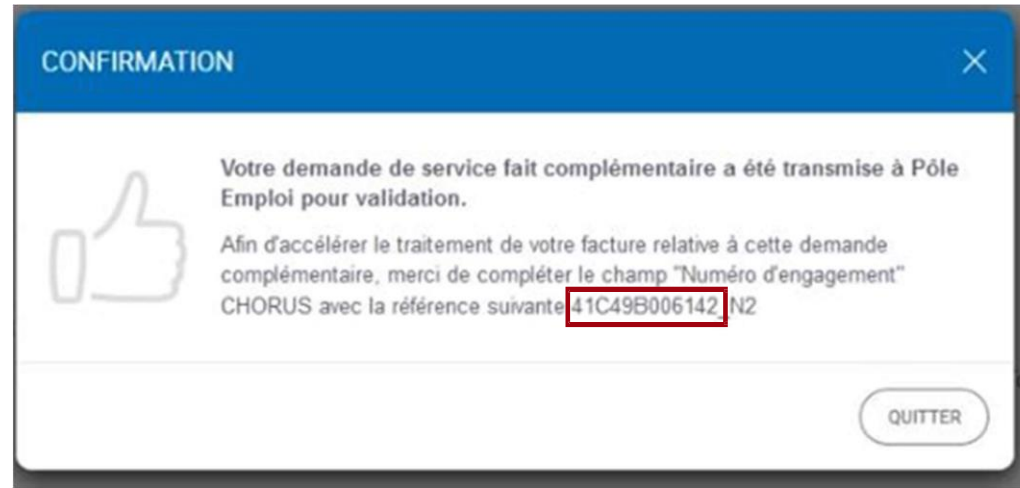 CONFIRMATION
Votre demande de service fait complémentaire a été transmise à Pôle
Emploi pour validation.
Afin d'accélérer le traitement de votre facture relative à cette demande
complémentaire, merci de compléter le champ "Numéro d'engagement"
CHORUS avec la référence suivante 41C49B006142_N2
QUITTER